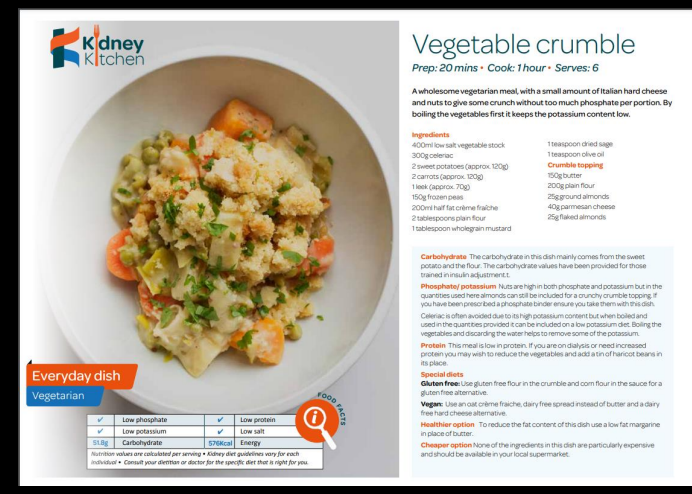 Kidney
Kitchen
Everyday dish
Vegetarian
FOOD FACTS
✓ Low phosphate ✓ Low protein
✓ Low potassium ✓ Low salt
51.8g Carbohydrate 576Kcal Energy
Nutrition values are calculated per serving • Kidney diet guidelines vary for each
individual • Consult your dietitian or doctor for the specific diet that is right for you.
Vegetable crumble
Prep: 20 mins • Cook: 1 hour • Serves: 6
A wholesome vegetarian meal, with a small amount of Italian hard cheese
and nuts to give some crunch without too much phosphate per portion. By
boiling the vegetables first it keeps the potassium content low.
Ingredients
400ml low salt vegetable stock
300g celeriac
2 sweet potatoes (approx. 120g)
2 carrots (approx. 120g)
1 leek (approx. 70g)
150g frozen peas
200ml half fat crème fraîche
2 tablespoons plain flour
1 tablespoon wholegrain mustard
1 teaspoon dried sage
1 teaspoon olive oil
Crumble topping
150g butter
200g plain flour
25g ground almonds
40g parmesan cheese
25g flaked almonds
Carbohydrate The carbohydrate in this dish mainly comes from the sweet
potato and the flour. The carbohydrate values have been provided for those
trained in insulin adjustment.t.
Phosphate/ potassium Nuts are high in both phosphate and potassium but in the
quantities used here almonds can still be included for a crunchy crumble topping. If
you have been prescribed a phosphate binder ensure you take them with this dish.
Celeriac is often avoided due to its high potassium content but when boiled and
used in the quantities provided it can be included on a low potassium diet. Boiling the
vegetables and discarding the water helps to remove some of the potassium.
Protein This meal is low in protein. If you are on dialysis or need increased
protein you may wish to reduce the vegetables and add a tin of haricot beans in
its place.
Special diets
Gluten free: Use gluten free flour in the crumble and corn flour in the sauce for a
gluten free alternative.
Vegan: Use an oat crème fraiche, dairy free spread instead of butter and a dairy
free hard cheese alternative.
Healthier option To reduce the fat content of this dish use a low fat margarine
in place of butter.
Cheaper option None of the ingredients in this dish are particularly expensive
and should be available in your local supermarket.